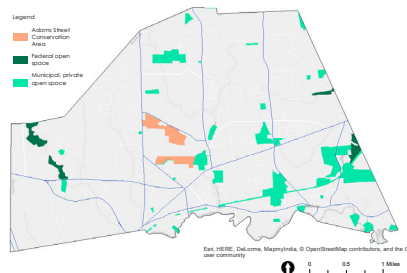 Legend
Adams Street
Conservation
Area
Federal open
space
Municipal, private
open space
Esri, HERE, DeLorme, MapmyIndia, © OpenStreetMap contributors, and the G
user community
0 0.5 1 Miles